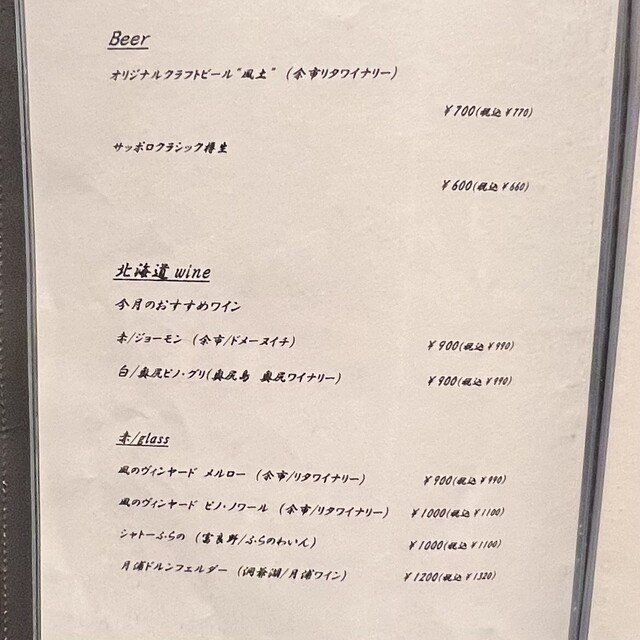 Beer
オリジナルクラフトビール"風土" (余市リタワイナリー)
¥700(税込¥770)
サッポロクラシック樽生
¥600(税込¥660)
北海道wine
今月のおすすめワイン
赤/ジョーモン (余市/ドメーヌイチ) ¥900(税込¥990)
白/奥尻ピノ・グリ(奥尻島 奥尻ワイナリー) ¥900(税込¥990)
赤/glass
風のヴィンヤード メルロー (余市/リタワイナリー) ¥900(税込¥990)
風のヴィンヤード ピノ・ノワール (余市/リタワイナリー) ¥1000(税込¥1100)
シャトーふらの (富良野/ふらのわいん) ¥1000(税込¥1100)
月浦ドルンフェルダー (洞爺湖/月浦ワイン) ¥1200(税込¥1320)